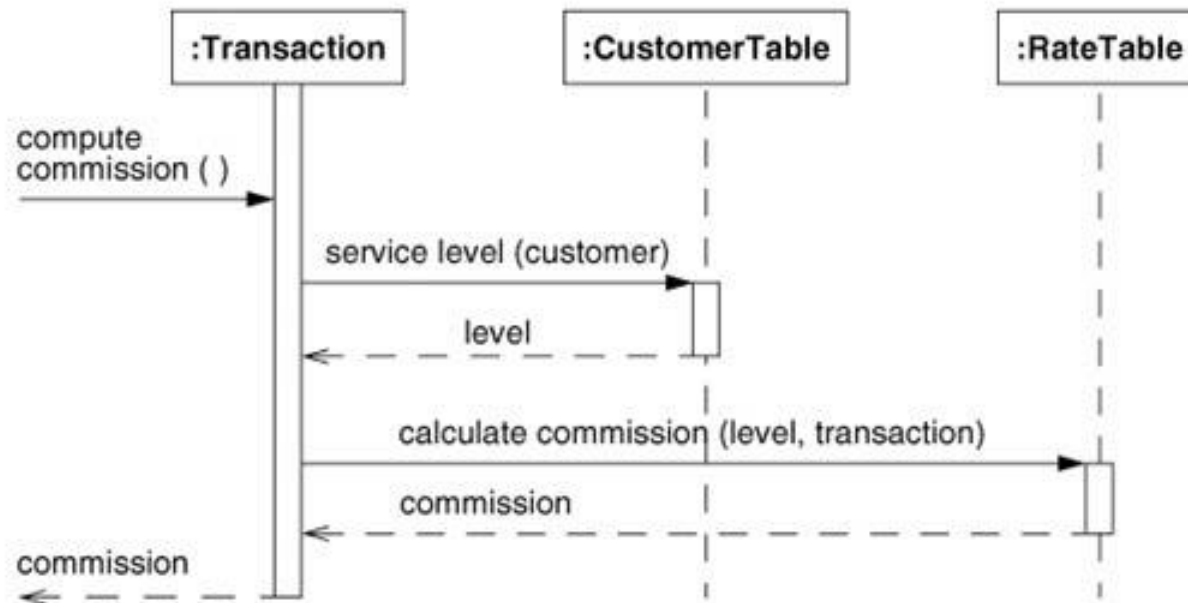 :Transaction
:CustomerTable
:RateTable
compute
commission ( )
service level (customer)
level
calculate commission (level, transaction)
commission
commission